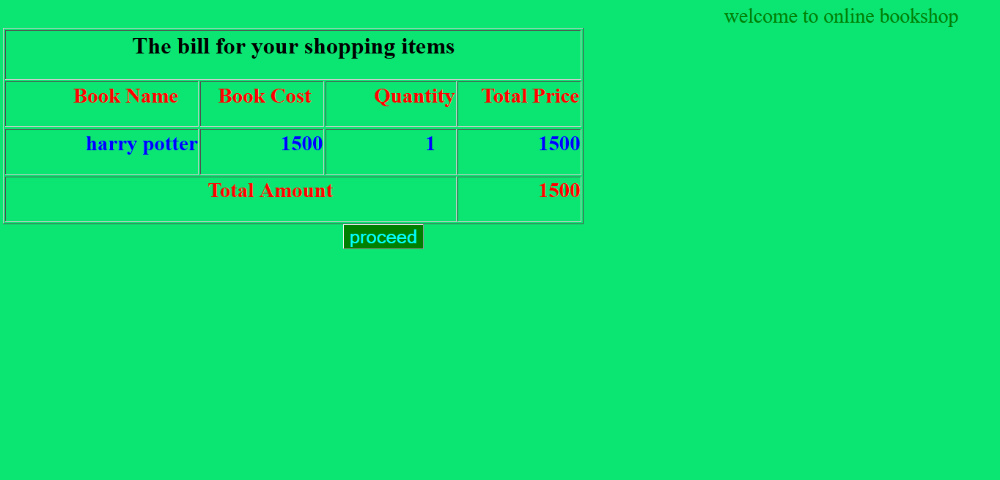 welcome to online bookshop
The bill for your shopping items
Book Name Book Cost Quantity Total Price
harry potter 1500 1 1500
Total Amount 1500
proceed